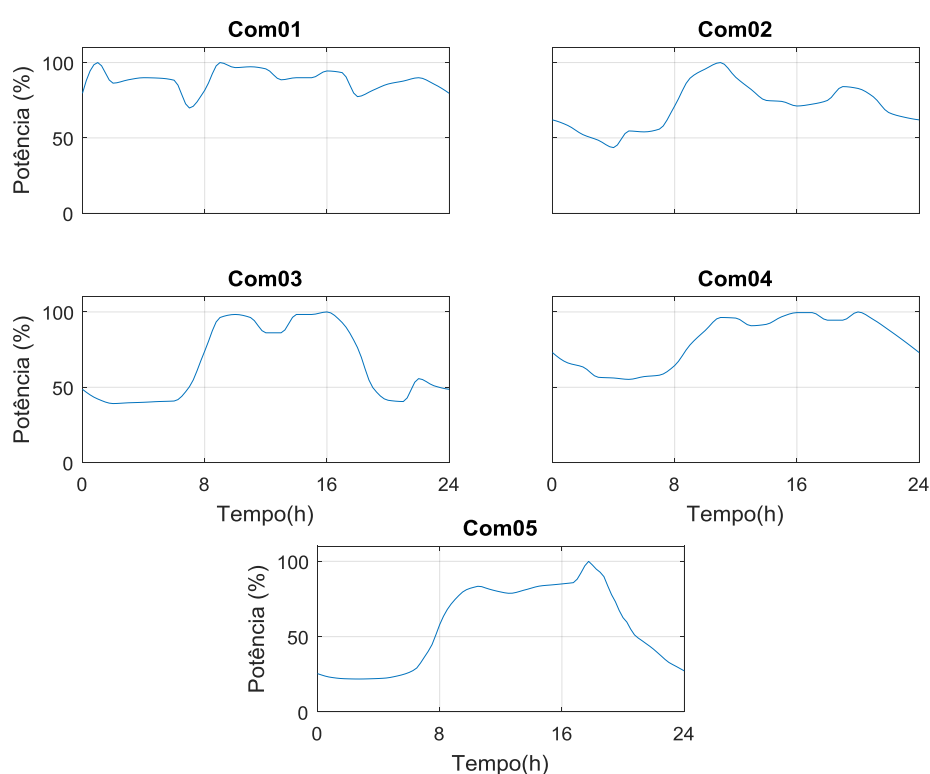 Com01
Com02
Potência (%)
100
50
0
Com03
Com04
Potência (%)
100
50
0
0 8 16 24
0 8 16 24
Tempo(h)
Tempo(h)
Com05
Potência (%)
100
50
0
0 8 16 24
Tempo(h)